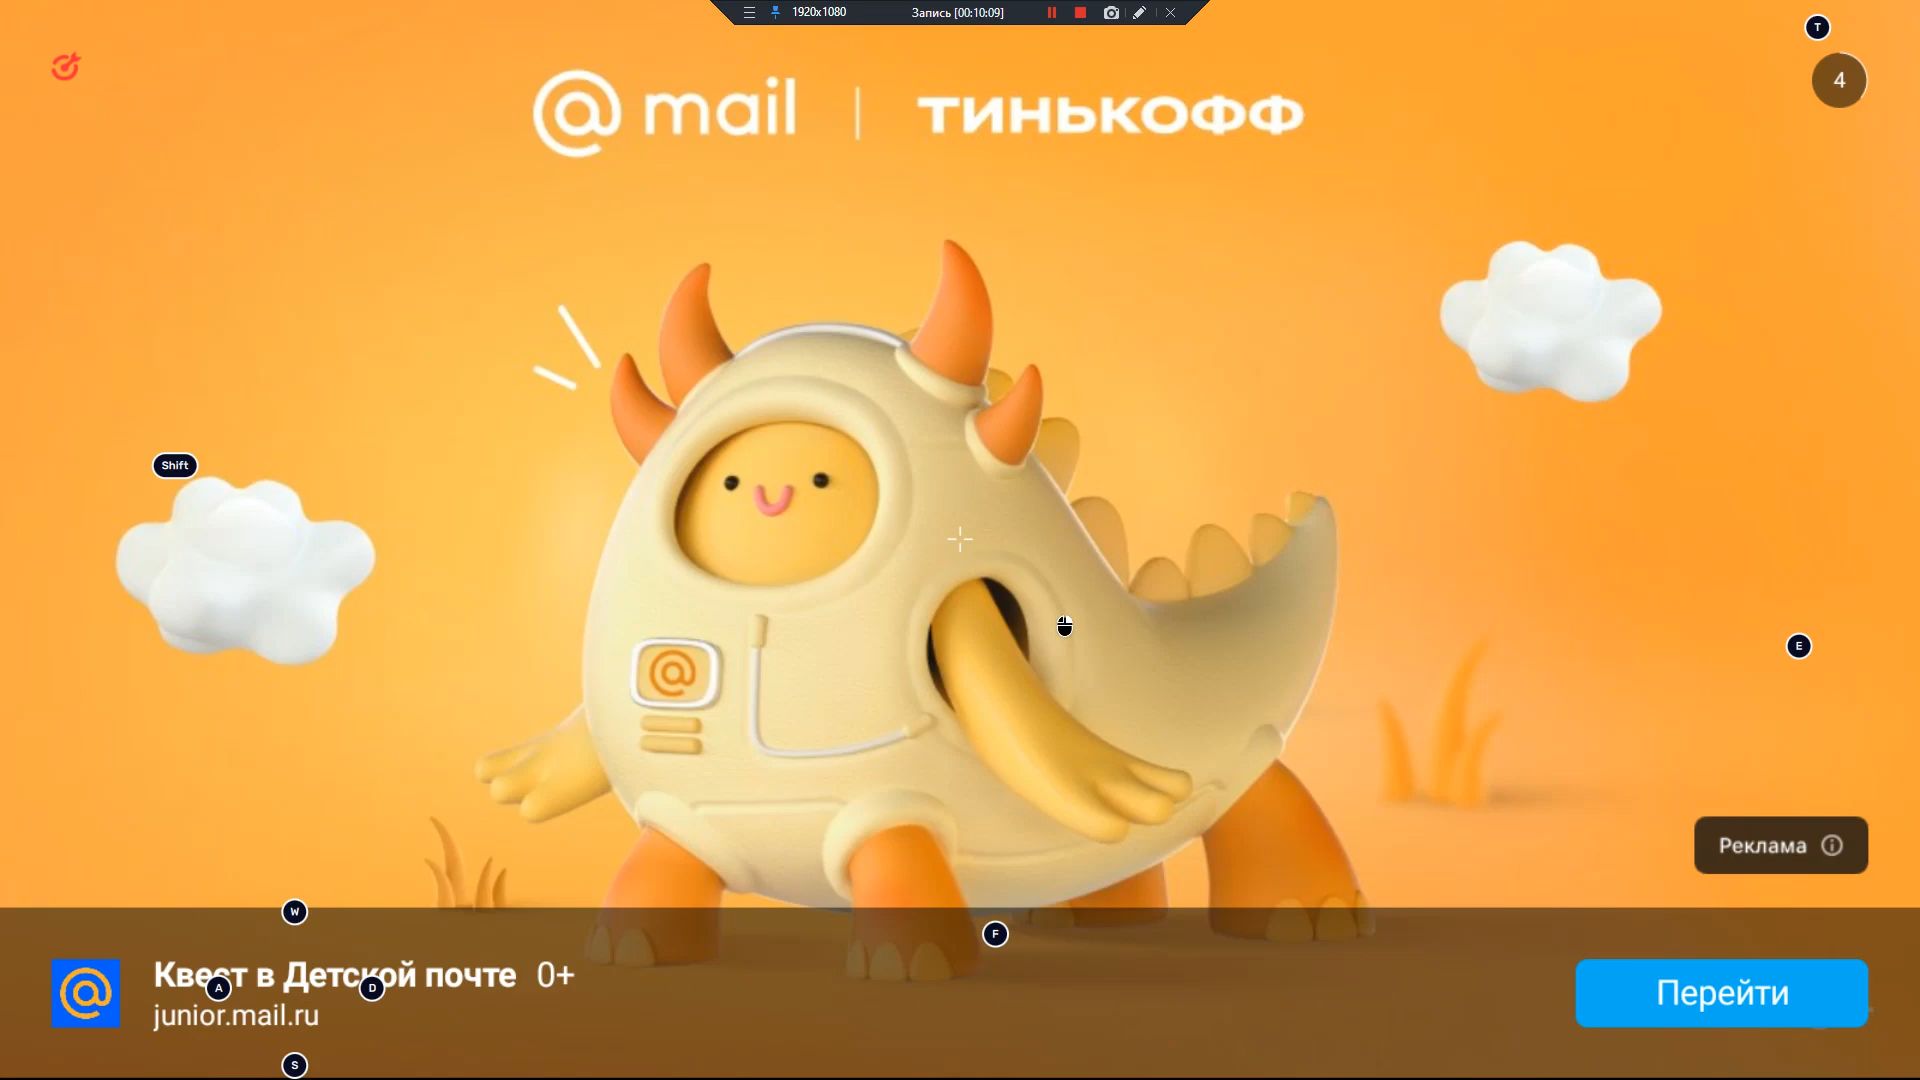 1920x1080 Запись [00:10:09]
T
4
@ mail | ТИНЬКОФФ
Shift
@
E
Реклама
W
F
Квест в Детской почте 0+
A
D
Перейти
junior.mail.ru
S